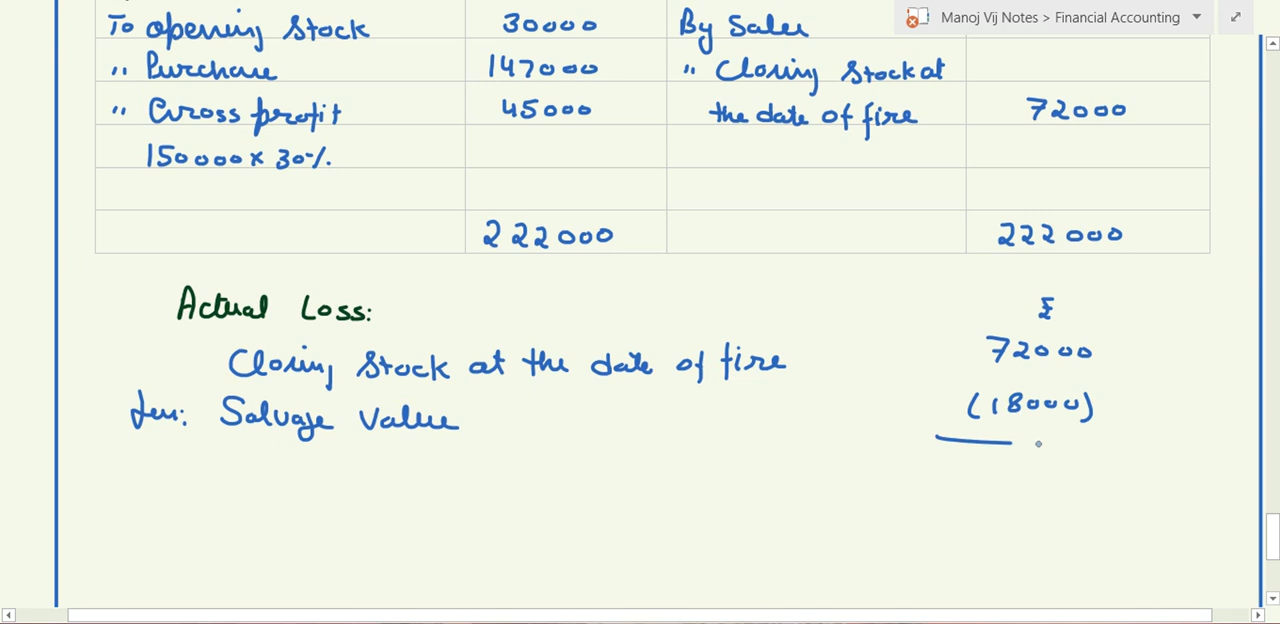 Manoj Vij Notes > Financial Accounting
To opening Stock 30000 By Sales
" Purchase 147000 " Closing Stock at
" Gross profit 45000 the date of fire 72000
150000 x 30%
222000 222000
Actual Loss: ₹
Closing Stock at the date of fire 72000
Less: Salvage Value (18000)